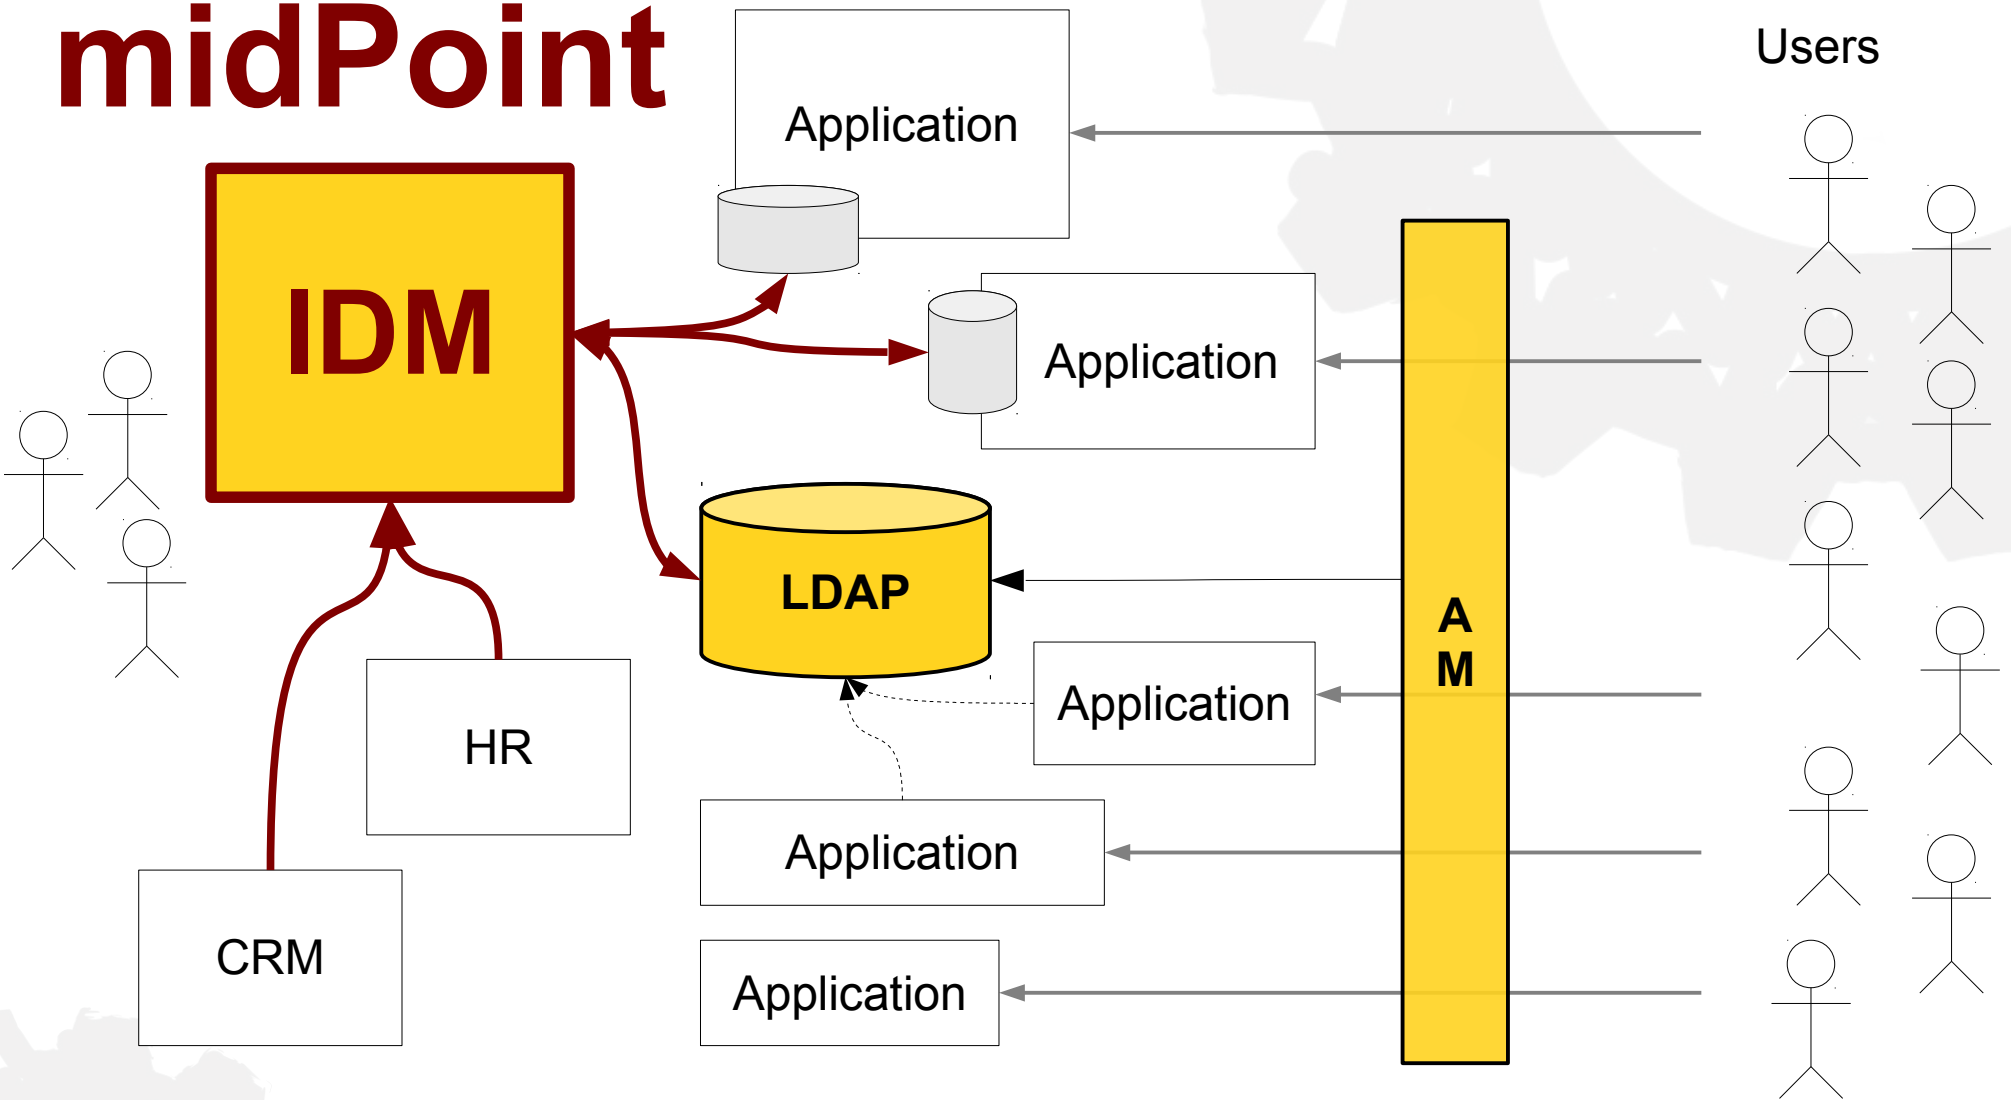 midPoint
Users
Application
IDM
Application
LDAP
A
M
Application
HR
Application
CRM
Application